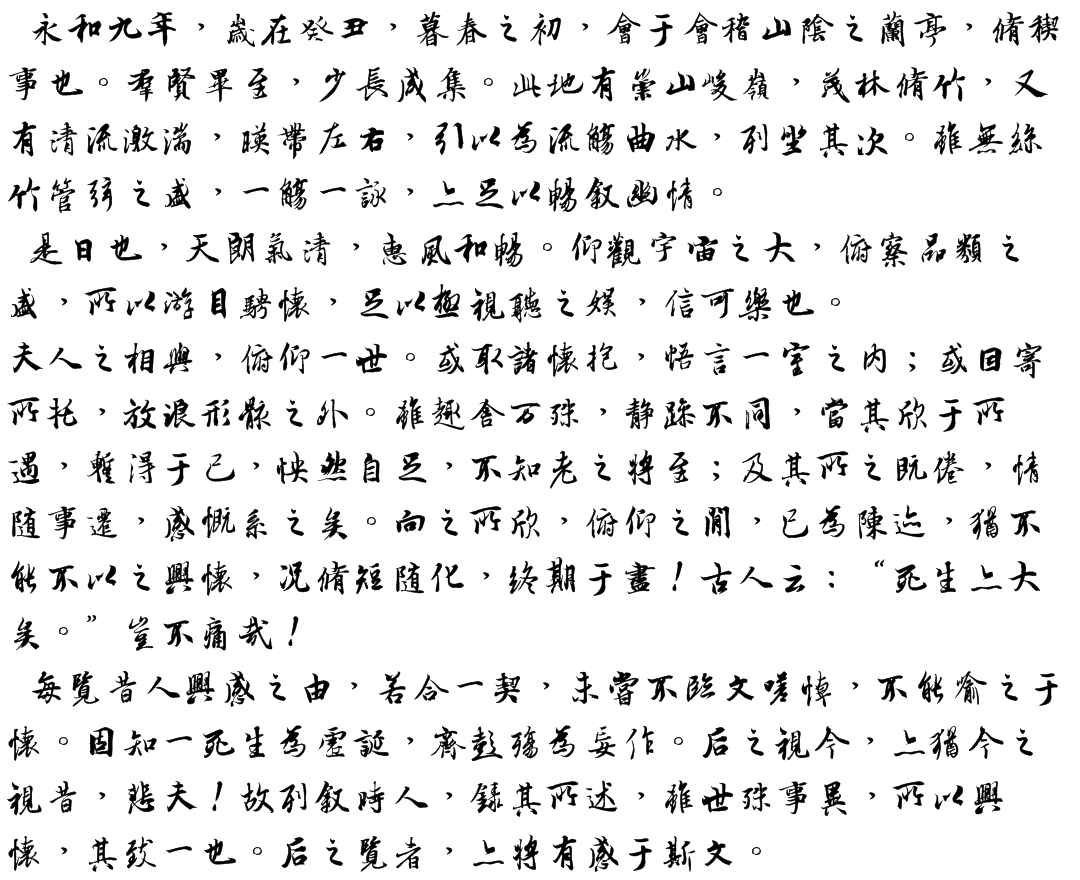 永和九年，嵗在癸丑，暮春之初，會于會稽山陰之蘭亭，脩稧
事也。羣賢畢至，少長咸集。此地有崇山峻嶺，茂林脩竹，又
有清流激湍，暎帶左右，引以為流觴曲水，列坐其次。雖無絲
竹管弦之盛，一觴一詠，亦足以暢叙幽情。
是日也，天朗氣清，惠風和暢。仰觀宇宙之大，俯察品類之
盛，所以游目騁懷，足以極視聽之娛，信可樂也。
夫人之相與，俯仰一世。或取諸懷抱，悟言一室之內；或因寄
所托，放浪形骸之外。雖趣舍万殊，静躁不同，當其欣于所
遇，暫得于己，怏然自足，不知老之將至；及其所之既倦，情
隨事遷，感慨系之矣。向之所欣，俯仰之閒，已為陳迹，猶不
能不以之興懷，况脩短隨化，终期于盡！古人云：“死生亦大
矣。”豈不痛哉！
每覽昔人興感之由，若合一契，未嘗不臨文嗟悼，不能喻之于
懷。固知一死生為虛誕，齊彭殤為妄作。后之視今，亦猶今之
視昔，悲夫！故列叙時人，錄其所述，雖世殊事異，所以興
懷，其致一也。后之覽者，亦將有感于斯文。